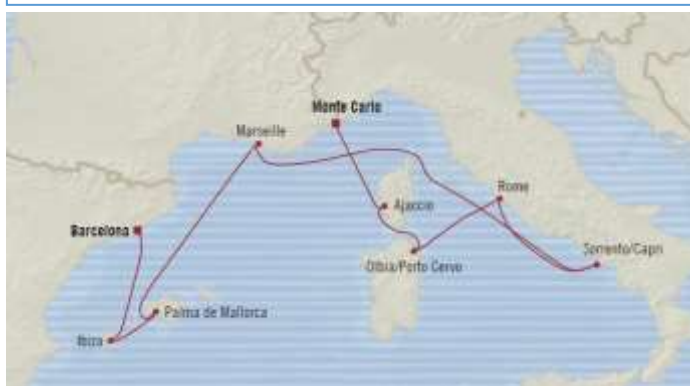 Monte Carlo
Marseille
Ajaccio
Rome
Barcelona
Sorrento/Capri
Olbia/Porto Cervo
Palma de Mallorca
Ibiza